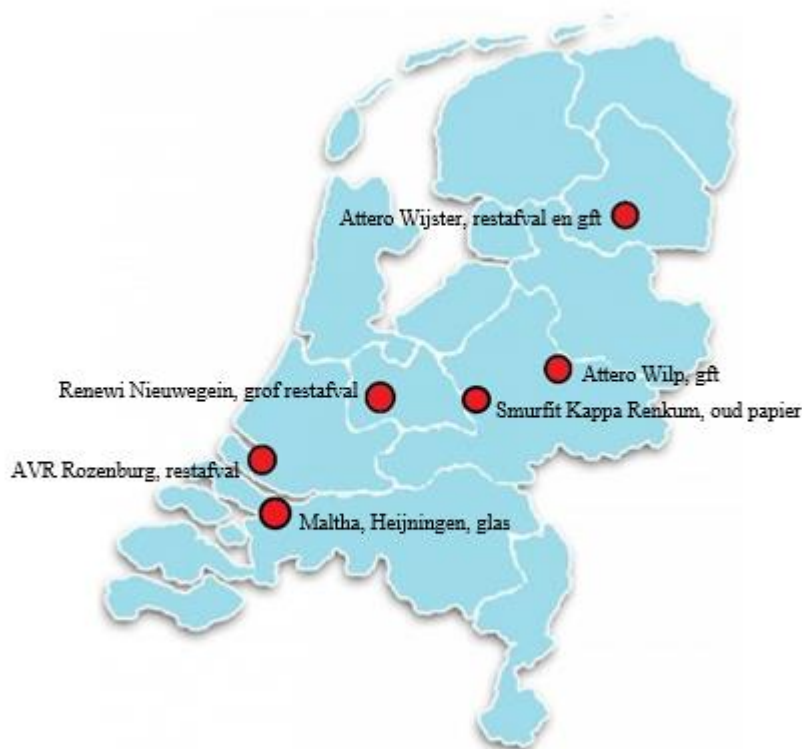 Attero Wijster, restafval en gft
Attero Wilp, gft
Renewi Nieuwegein, grof restafval
Smurfit Kappa Renkum, oud papier
AVR Rozenburg, restafval
Maltha, Heijningen, glas